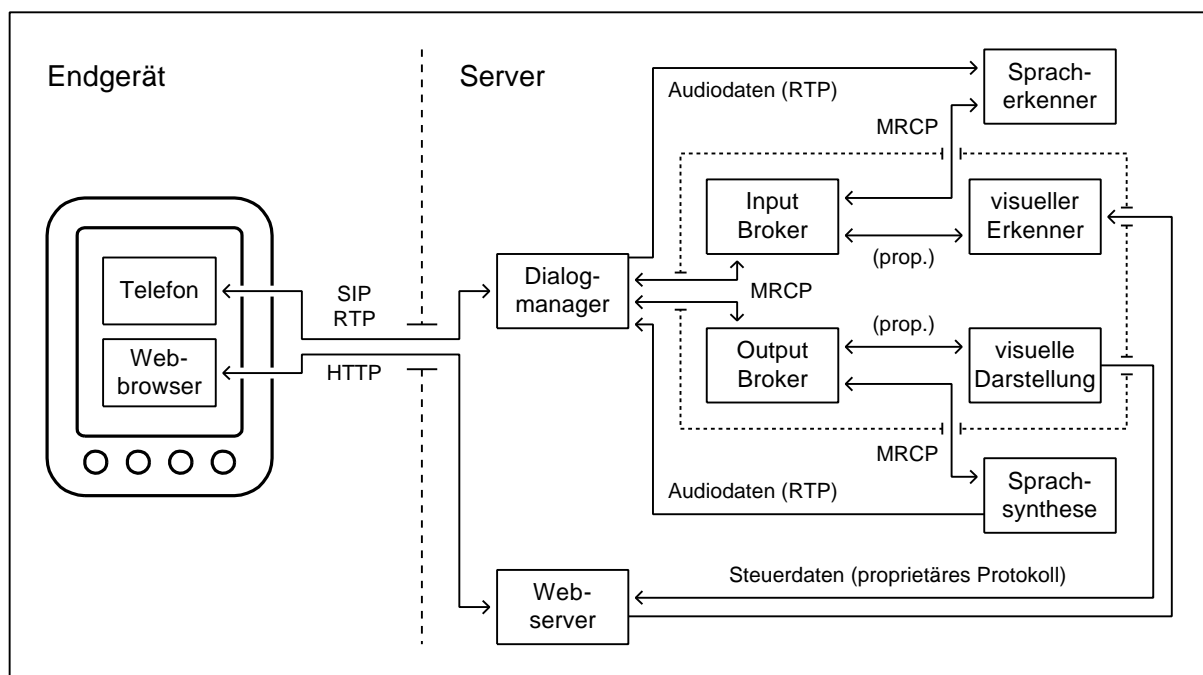 Endgerät
Server
Telefon
Web-
browser
SIP
RTP
HTTP
Dialog-
manager
Audiodaten (RTP)
Sprach-
erkenner
MRCP
Input
Broker
visueller
Erkenner
(prop.)
MRCP
(prop.)
Output
Broker
visuelle
Darstellung
MRCP
Audiodaten (RTP)
Sprach-
synthese
Steuerdaten (proprietäres Protokoll)
Web-
server